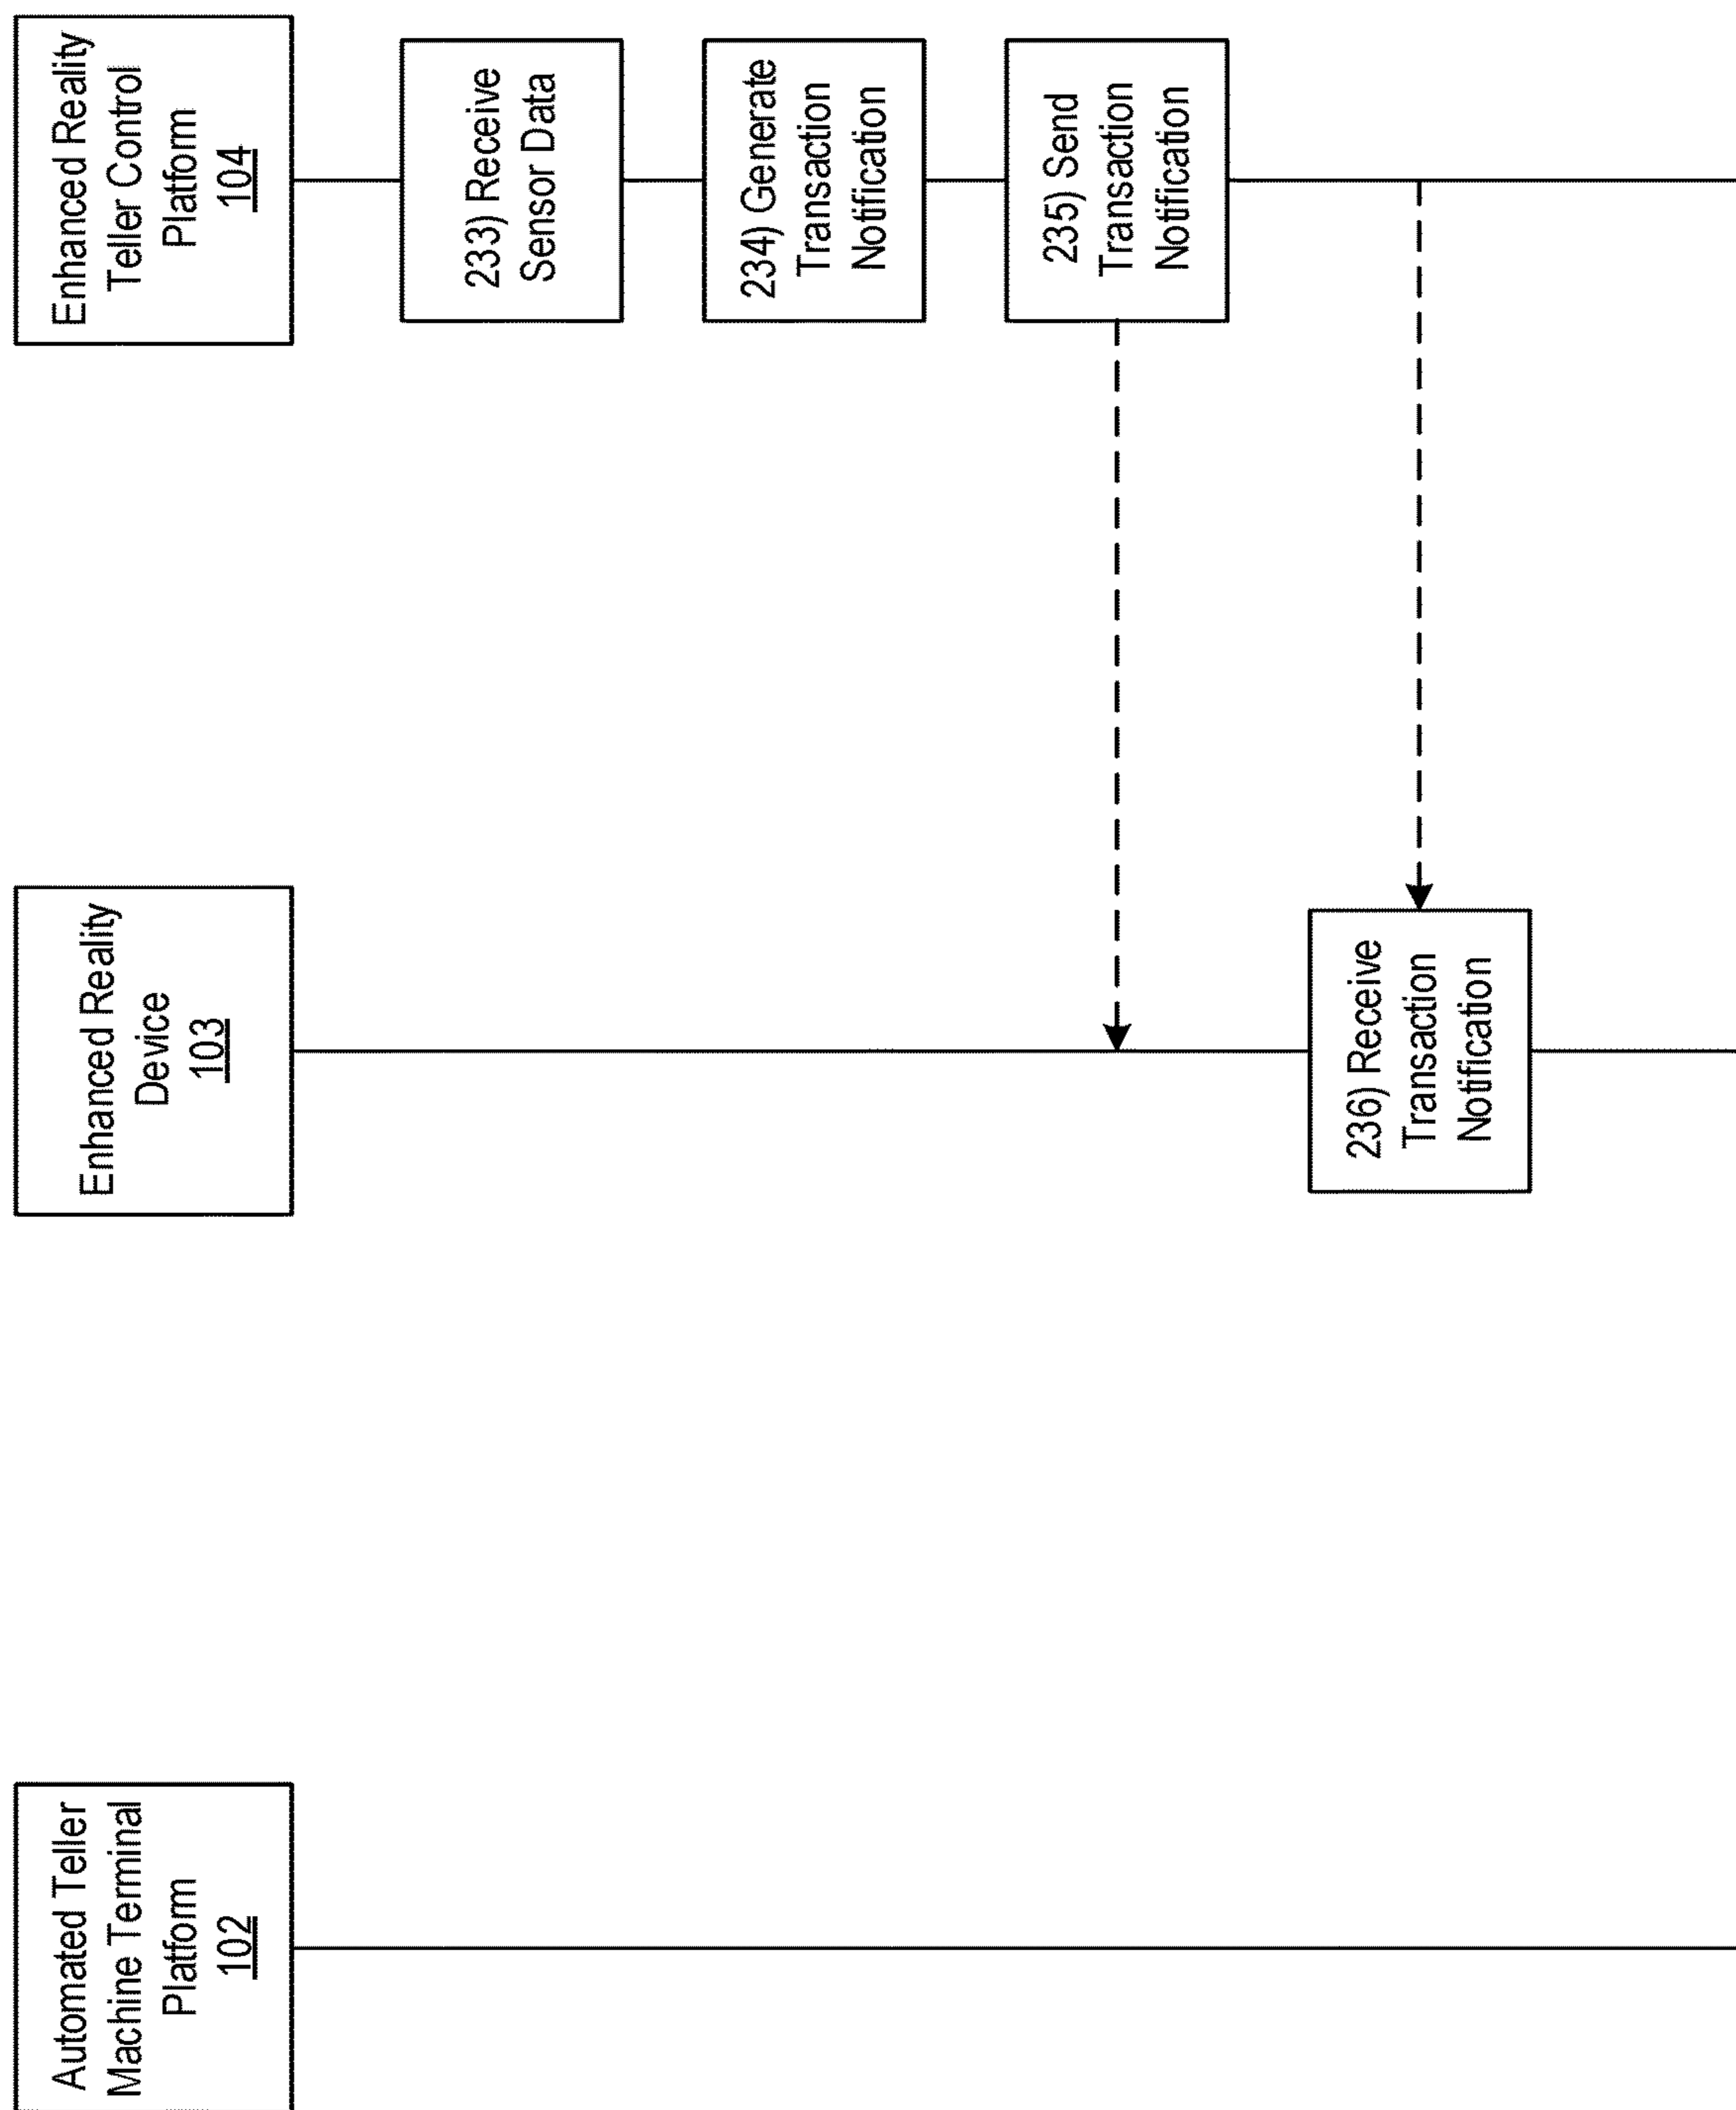 Automated Teller
Machine Terminal
Platform
102
Enhanced Reality
Device
103
Enhanced Reality
Teller Control
Platform
104
233) Receive
Sensor Data
234) Generate
Transaction
Notification
235) Send
Transaction
Notification
236) Receive
Transaction
Notification